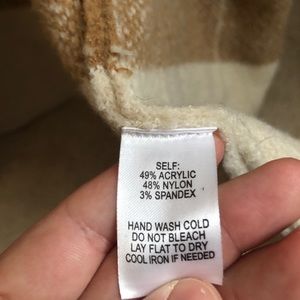 SELF:
49% ACRYLIC
48% NYLON
3% SPANDEX
HAND WASH COLD
DO NOT BLEACH
LAY FLAT TO DRY
COOL IRON IF NEEDED